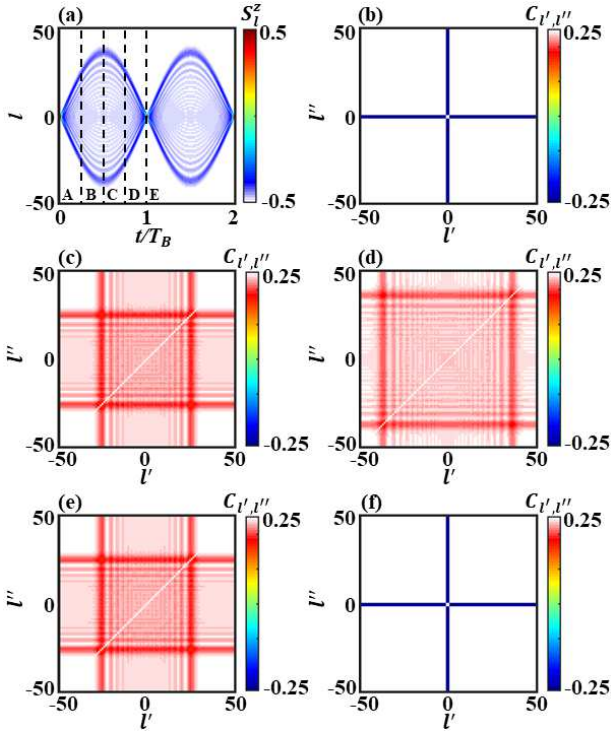 (a) S_l^z (b) C_{l',l''}
50 0.5 50 0.25
l 0 l'' 0
A B C D E
-50 -0.5 -50 -0.25
0 1 2 -50 0 50
t/T_B l'
(c) C_{l',l''} (d) C_{l',l''}
50 0.25 50 0.25
l'' 0 l'' 0
-50 -0.25 -50 -0.25
-50 0 50 -50 0 50
l' l'
(e) C_{l',l''} (f) C_{l',l''}
50 0.25 50 0.25
l'' 0 l'' 0
-50 -0.25 -50 -0.25
-50 0 50 -50 0 50
l' l'